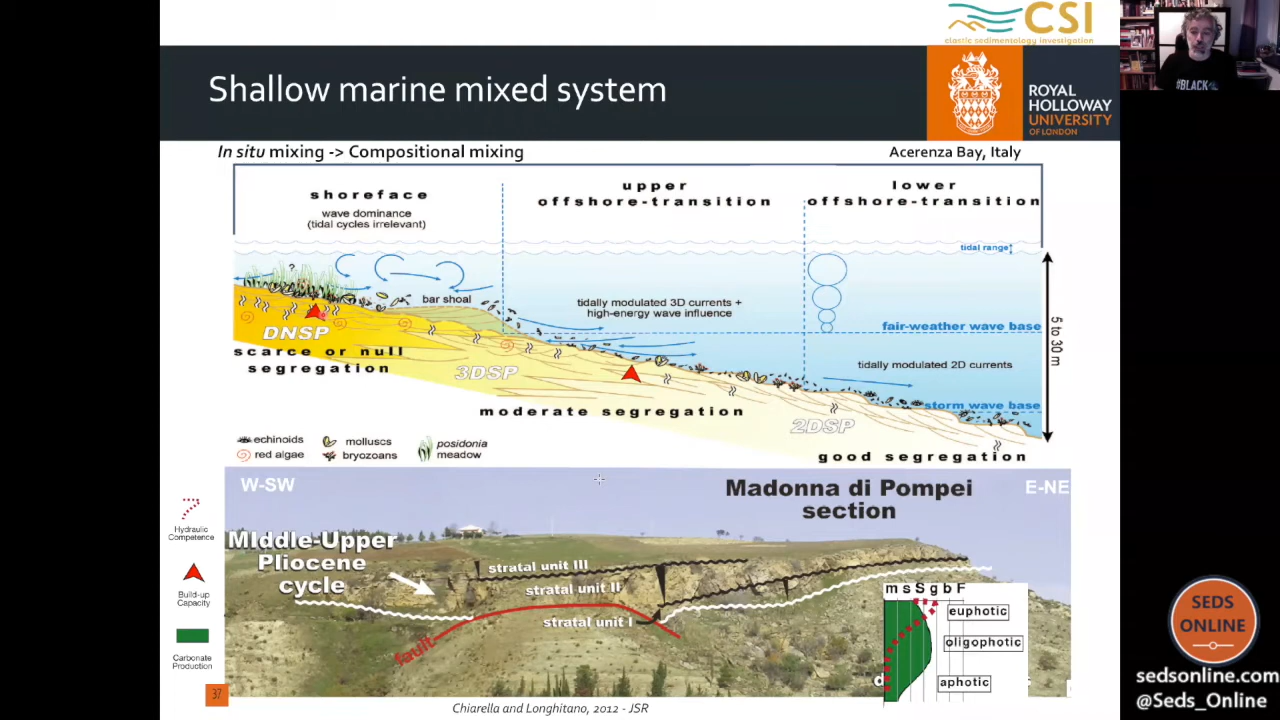 CSI
clastic sedimentology investigation
Shallow marine mixed system
ROYAL
HOLLOWAY
UNIVERSITY
OF LONDON
#BLACK
In situ mixing -> Compositional mixing
Acerenza Bay, Italy
shoreface
wave dominance
(tidal cycles irrelevant)
upper
offshore-transition
lower
offshore-transition
tidal range
?
bar shoal
tidally modulated 3D currents +
high-energy wave influence
fair-weather wave base
5 to 30 m
DNSP
scarce or null
segregation
tidally modulated 2D currents
3DSP
storm wave base
moderate segregation
2DSP
good segregation
echinoids
molluscs
posidonia
meadow
red algae
bryozoans
W-SW
Madonna di Pompei
section
E-NE
Hydraulic
Competence
MIddle-Upper
Pliocene
cycle
stratal unit III
stratal unit II
stratal unit I
fault
Build-up
Capacity
Carbonate
Production
m s S g b F
euphotic
oligophotic
aphotic
37
Chiarella and Longhitano, 2012 - JSR
SEDS
ONLINE
sedsonline.com
@Seds_Online